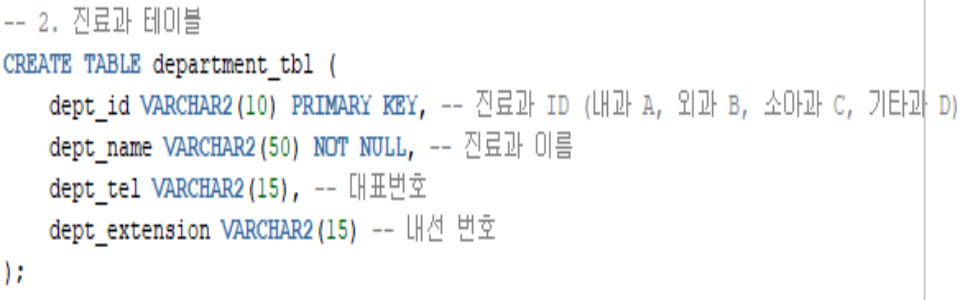 -- 2. 진료과 테이블
CREATE TABLE department_tbl (
    dept_id VARCHAR2(10) PRIMARY KEY, -- 진료과 ID (내과 A, 외과 B, 소아과 C, 기타과 D)
    dept_name VARCHAR2(50) NOT NULL, -- 진료과 이름
    dept_tel VARCHAR2(15), -- 대표번호
    dept_extension VARCHAR2(15) -- 내선 번호
);